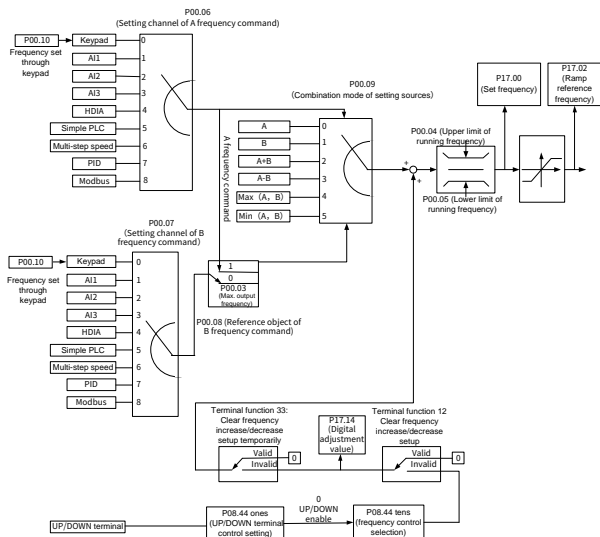 P00.06
(Setting channel of A frequency command)
P00.10
Frequency set
through
keypad
Keypad 0
AI1 1
AI2 2
AI3 3
HDIA 4
Simple PLC 5
Multi-step speed 6
PID 7
Modbus 8
A frequency command
P00.09
(Combination mode of setting sources)
A 0
B 1
A+B 2
A-B 3
Max (A, B) 4
Min (A, B) 5
+
+
P00.04 (Upper limit of
running frequency)
P00.05 (Lower limit of
running frequency)
P17.00
(Set frequency)
P17.02
(Ramp
reference
frequency)
P00.07
(Setting channel of B
frequency command)
P00.10
Frequency set
through
keypad
Keypad 0
AI1 1
AI2 2
AI3 3
HDIA 4
Simple PLC 5
Multi-step speed 6
PID 7
Modbus 8
1
0
P00.03
(Max. output
frequency)
P00.08 (Reference object of
B frequency command)
Terminal function 33:
Clear frequency
increase/decrease
setup temporarily
Valid
Invalid
0
P17.14
(Digital
adjustment
value)
Terminal function 12
Clear frequency
increase/decrease
setup
Valid
Invalid
0
UP/DOWN terminal
P08.44 ones
(UP/DOWN terminal
control setting)
0
UP/DOWN
enable
P08.44 tens
(frequency control
selection)